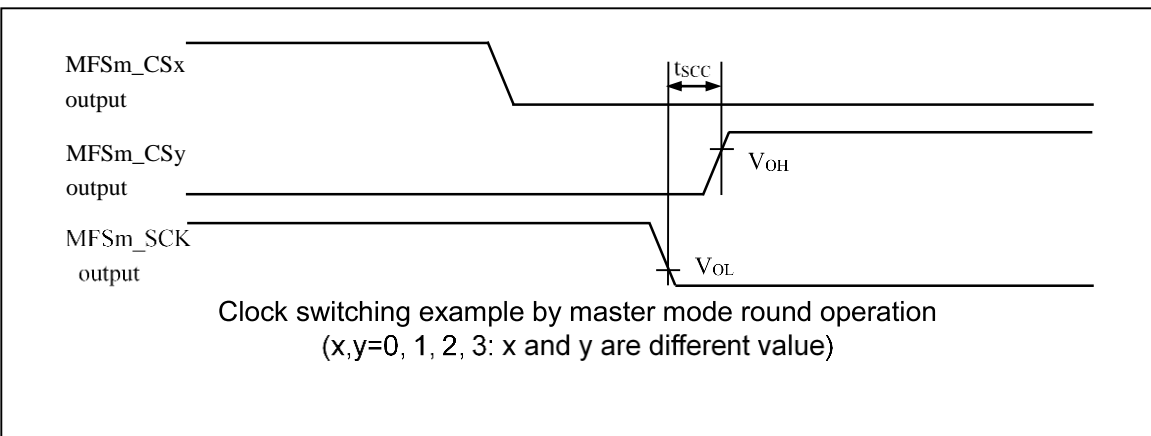 MFSm_CSx
output
tSCC
MFSm_CSy
output
VOH
MFSm_SCK
output
VOL
Clock switching example by master mode round operation
(x,y=0, 1, 2, 3: x and y are different value)